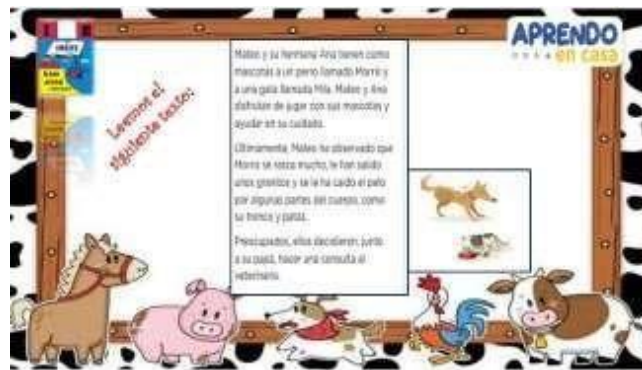 I E
APRENDO
en casa
Leemos el
siguiente texto:
Mateo y su hermana Ana tienen como
mascotas a un perro llamado Morro y
a una gata llamada Mila. Mateo y Ana
disfrutan de jugar con sus mascotas y
ayudar en su cuidado.
Últimamente, Mateo ha observado que
Morro se rasca mucho, le han salido
unos granitos y se le ha caído el pelo
por algunas partes del cuerpo, como
su tronco y patas.
Preocupados, ellos decidieron, junto
a su papá, hacer una consulta al
veterinario.